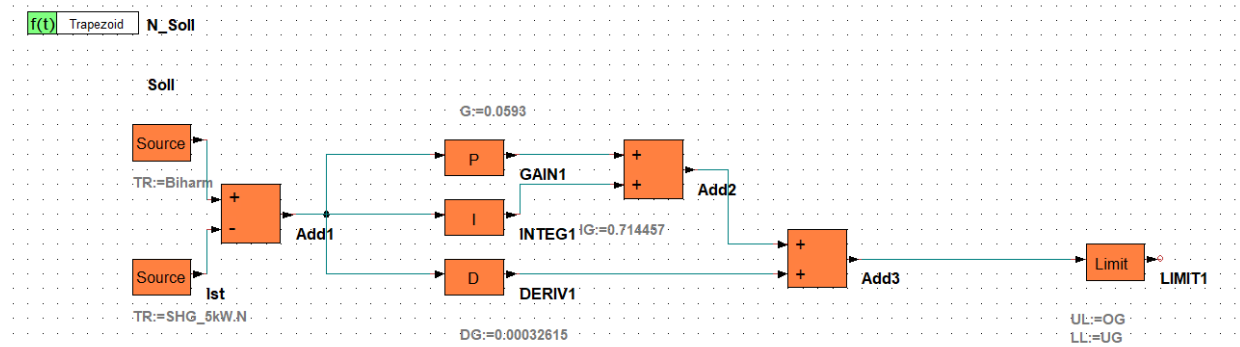 f(t) Trapezoid N_Soll
Soll
G:=0.0593
Source
P
+
GAIN1
+
Add2
TR:=Biharm
+
-
Add1
I
INTEG1
IG:=0.714457
+
+
Add3
Source
Ist
D
DERIV1
Limit
LIMIT1
TR:=SHG_5kW.N
DG:=0.00032615
UL:=OG
LL:=UG